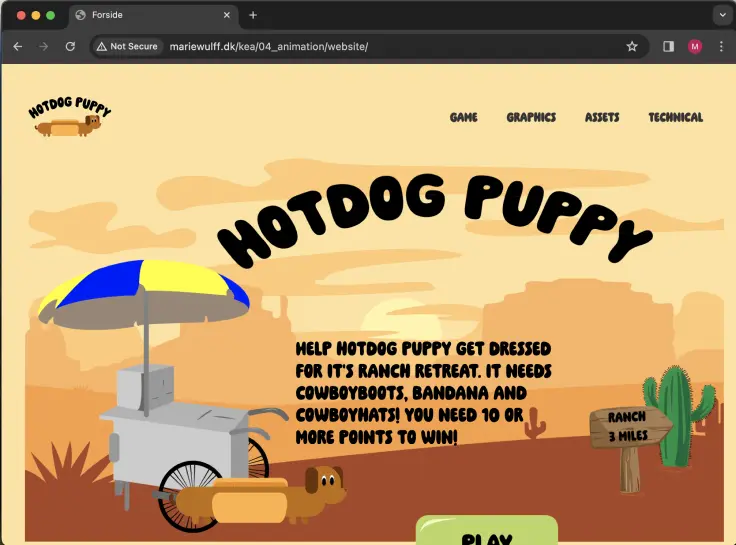 Forside
Not Secure
mariewulff.dk/kea/04_animation/website/
M
HOTDOG PUPPY
GAME
GRAPHICS
ASSETS
TECHNICAL
HOTDOG PUPPY
HELP HOTDOG PUPPY GET DRESSED
FOR IT'S RANCH RETREAT. IT NEEDS
COWBOYBOOTS, BANDANA AND
COWBOYHATS! YOU NEED 10 OR
MORE POINTS TO WIN!
RANCH
3 MILES
PLAY